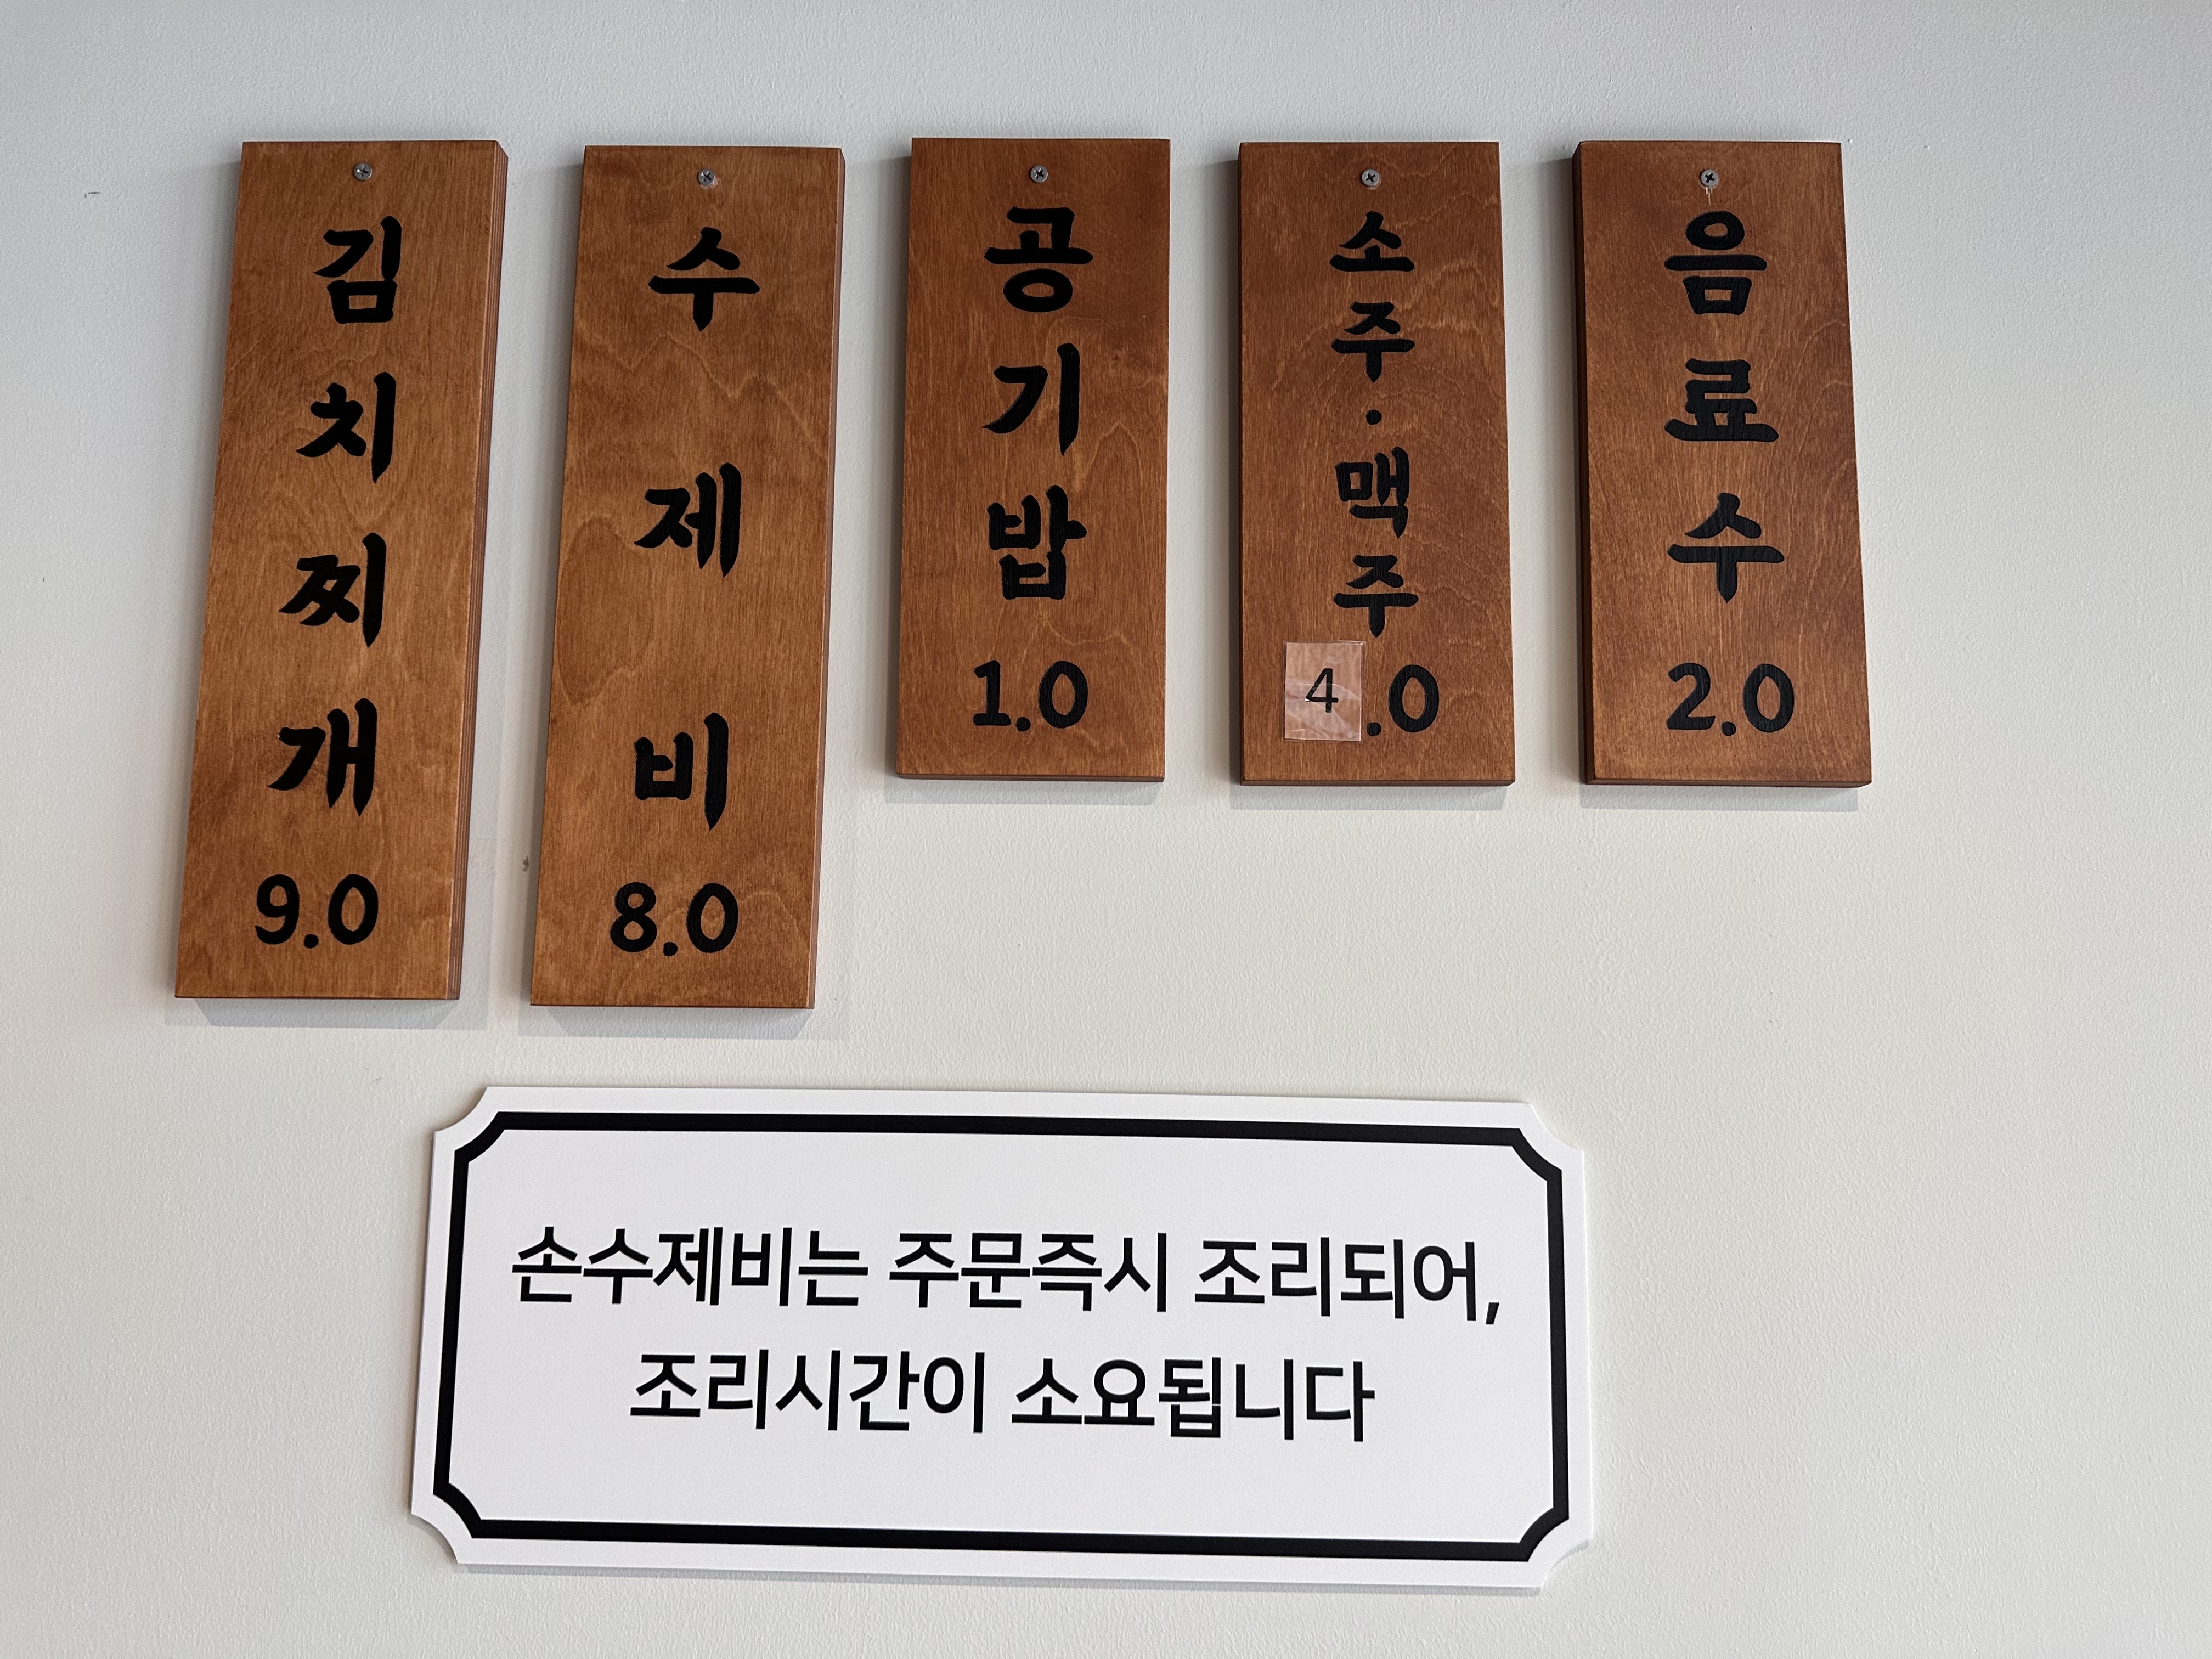 김치찌개
9.0
수제비
8.0
공기밥
1.0
소주·맥주
4.0
음료수
2.0
손수제비는 주문즉시 조리되어,
조리시간이 소요됩니다